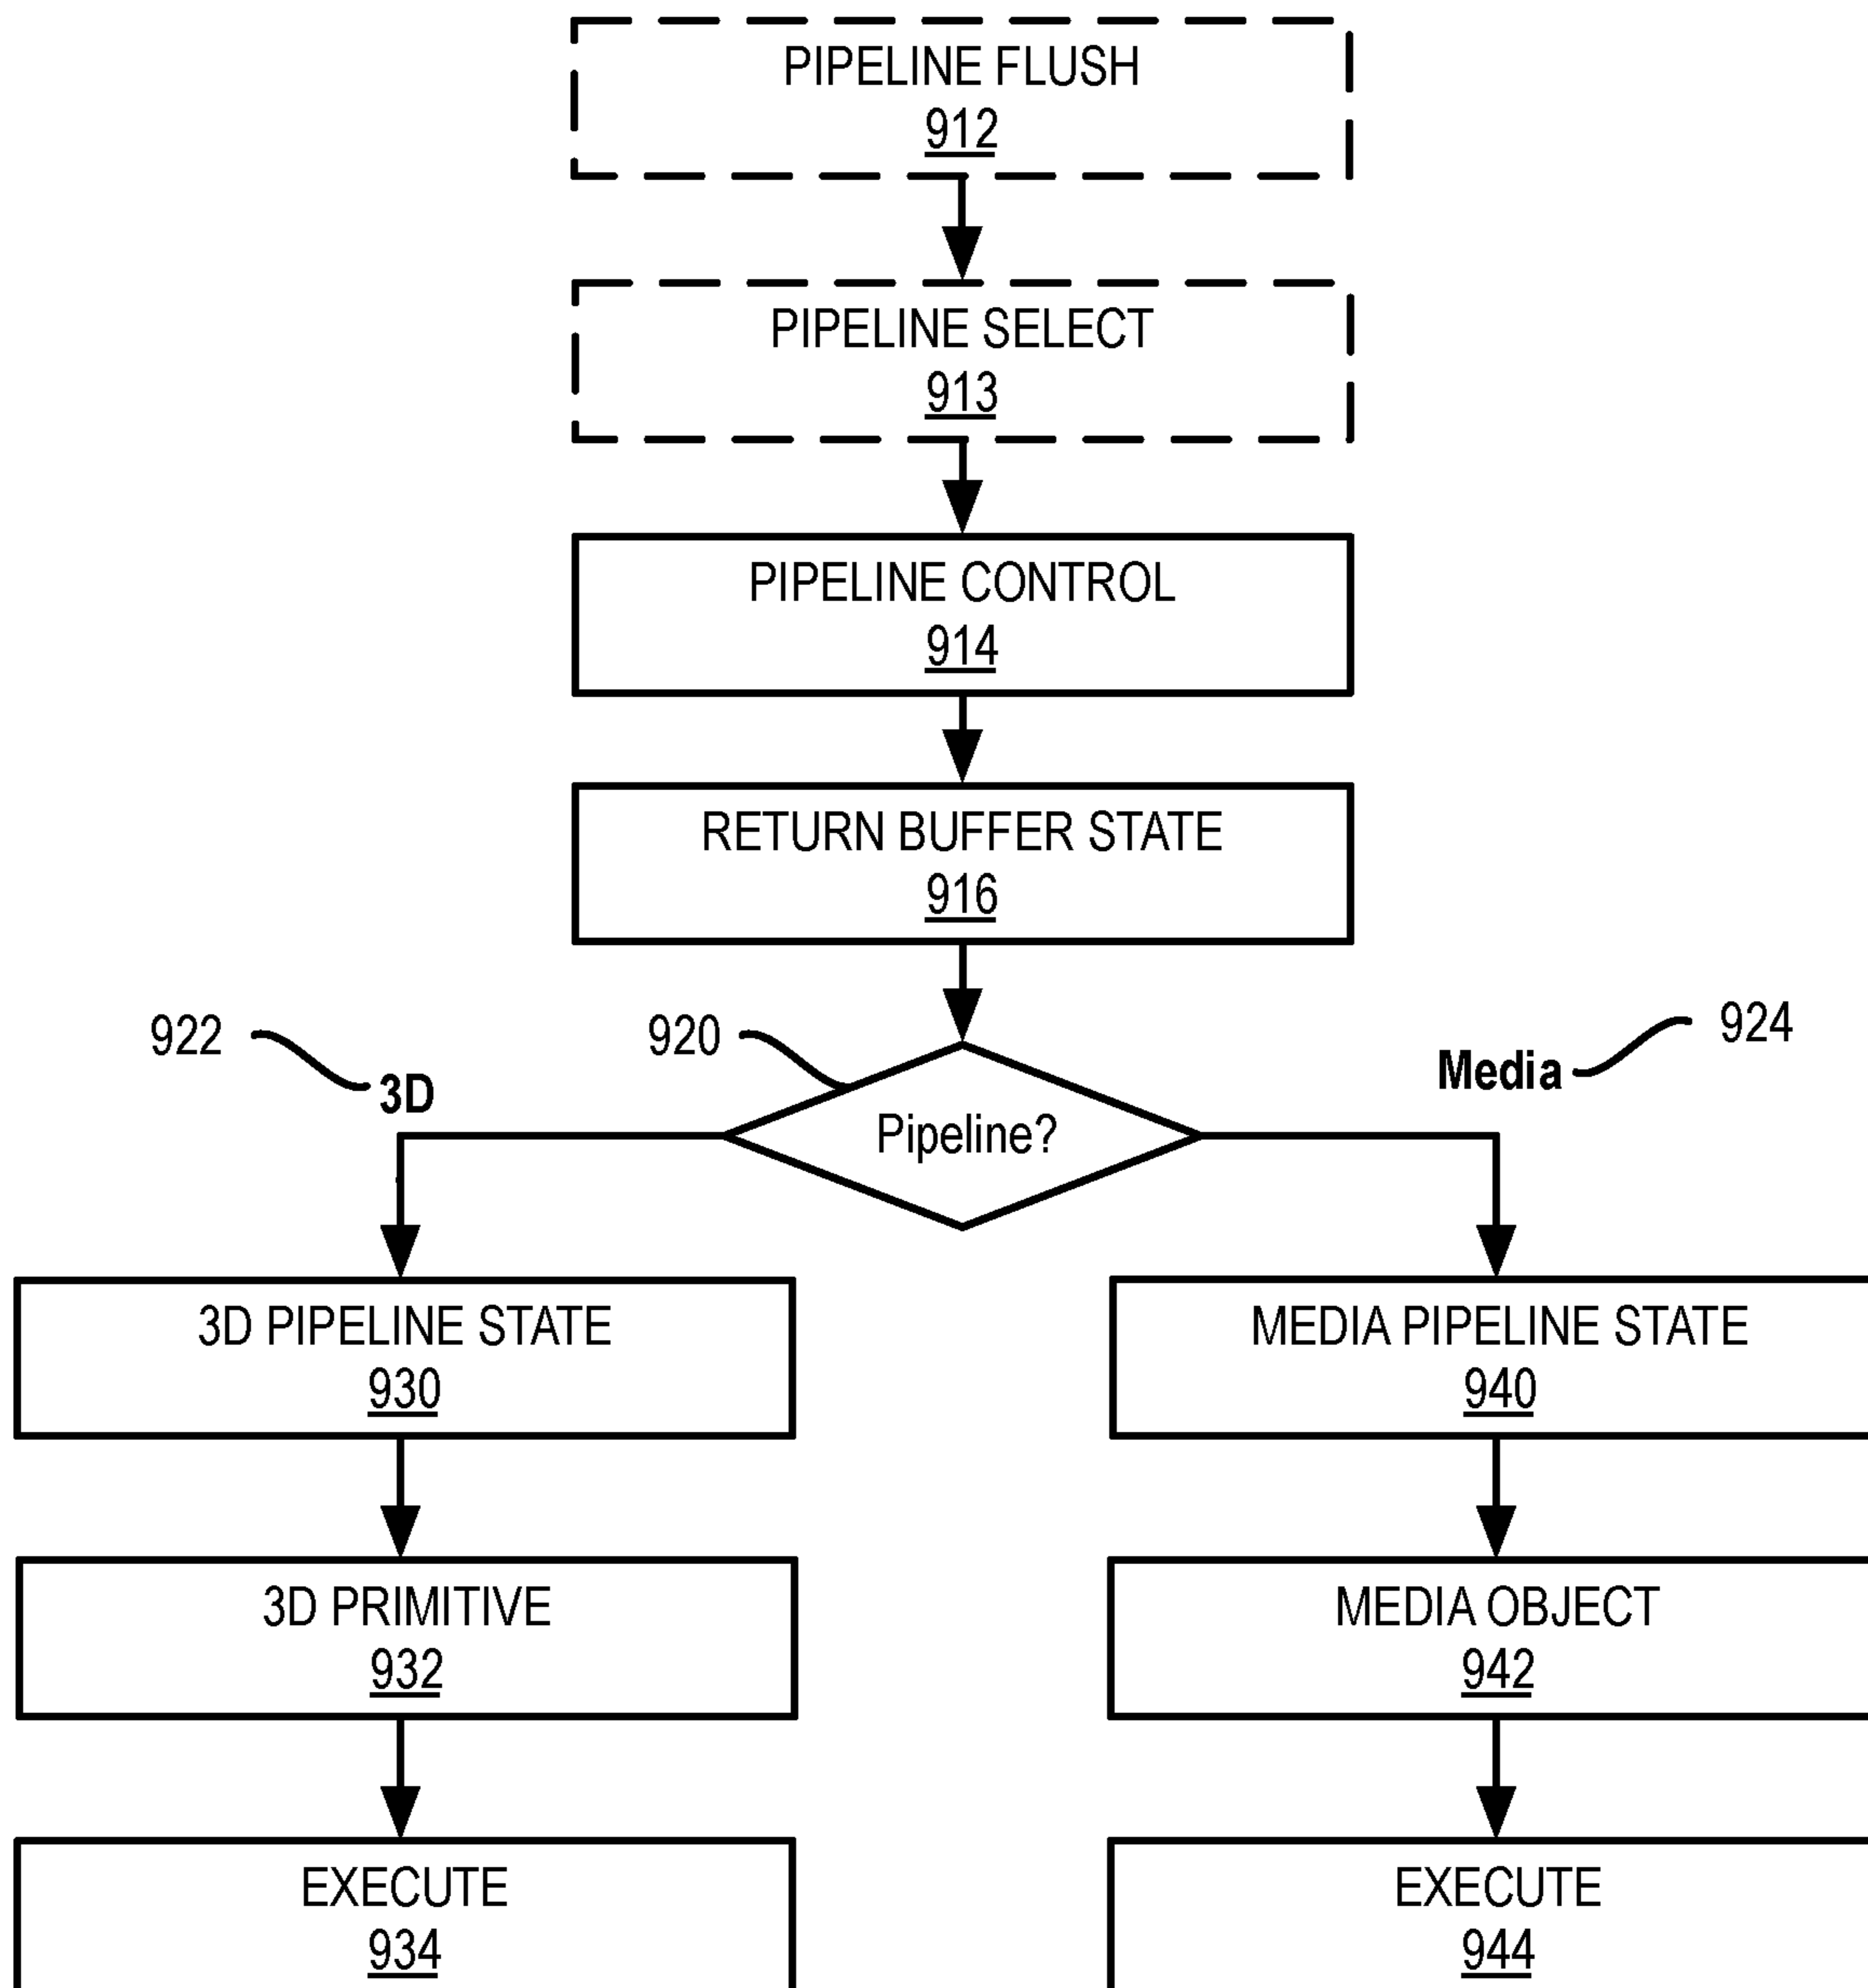 PIPELINE FLUSH
912
PIPELINE SELECT
913
PIPELINE CONTROL
914
RETURN BUFFER STATE
916
922
920
924
3D
Media
Pipeline?
3D PIPELINE STATE
930
MEDIA PIPELINE STATE
940
3D PRIMITIVE
932
MEDIA OBJECT
942
EXECUTE
934
EXECUTE
944